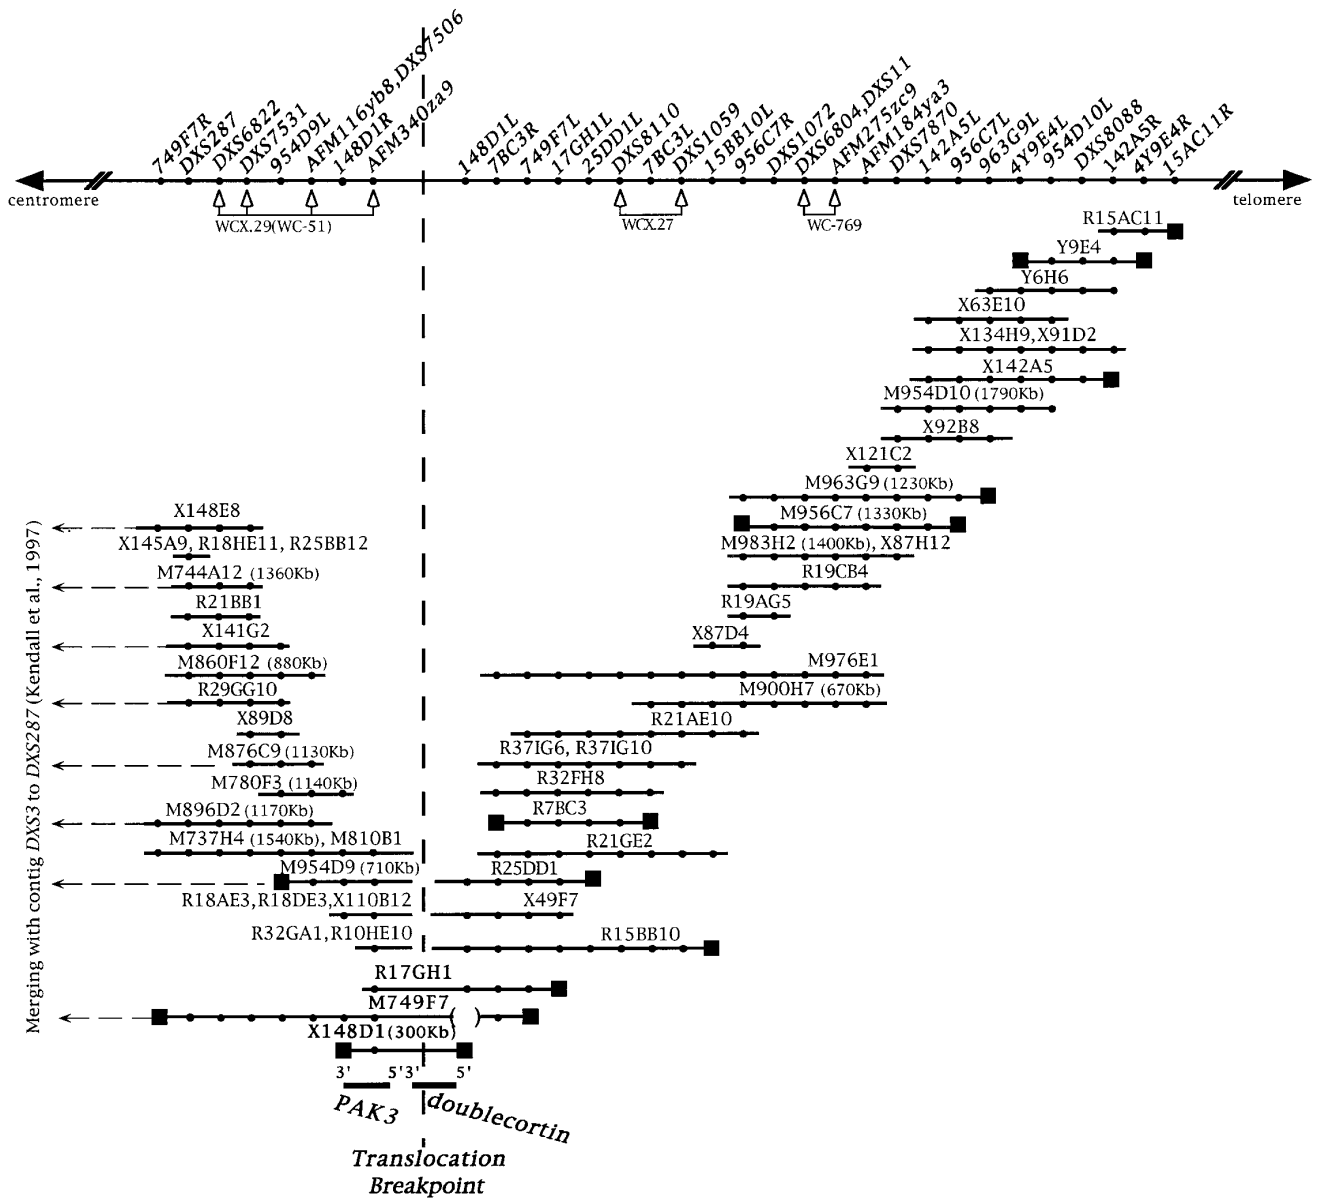 749F7R
DXS287
DXS6822
DXS7531
954D9L
AFM116yb8,DXS7506
148D1R
AFM340za9
148D1L
7BC3R
749F7L
17GH1L
25DD1L
DXS8110
7BC3L
DXS1059
15BB10L
956C7R
DXS1072
DXS6804,DXS11
AFM275zc9
AFM184ya3
DXS7870
142A5L
956C7L
963G9L
4Y9E4L
954D10L
DXS8088
142A5R
4Y9E4R
15AC11R
centromere
telomere
WCX.29(WC-51)
WCX.27
WC-769
R15AC11
Y9E4
Y6H6
X63E10
X134H9,X91D2
X142A5
M954D10 (1790Kb)
X92B8
X121C2
M963G9 (1230Kb)
X148E8
M956C7 (1330Kb)
X145A9, R18HE11, R25BB12
M983H2 (1400Kb), X87H12
M744A12 (1360Kb)
R19CB4
R21BB1
R19AG5
X141G2
X87D4
M860F12 (880Kb)
M976E1
R29GG10
M900H7 (670Kb)
X89D8
R21AE10
M876C9 (1130Kb)
R37IG6, R37IG10
M780F3 (1140Kb)
R32FH8
M896D2 (1170Kb)
R7BC3
M737H4 (1540Kb), M810B1
R21GE2
M954D9 (710Kb)
R25DD1
R18AE3,R18DE3,X110B12
X49F7
R32GA1,R10HE10
R15BB10
R17GH1
M749F7
( )
X148D1(300Kb)
3' 5' 3' 5'
PAK3
doublecortin
Translocation
Breakpoint
Merging with contig DXS3 to DXS287 (Kendall et al., 1997)